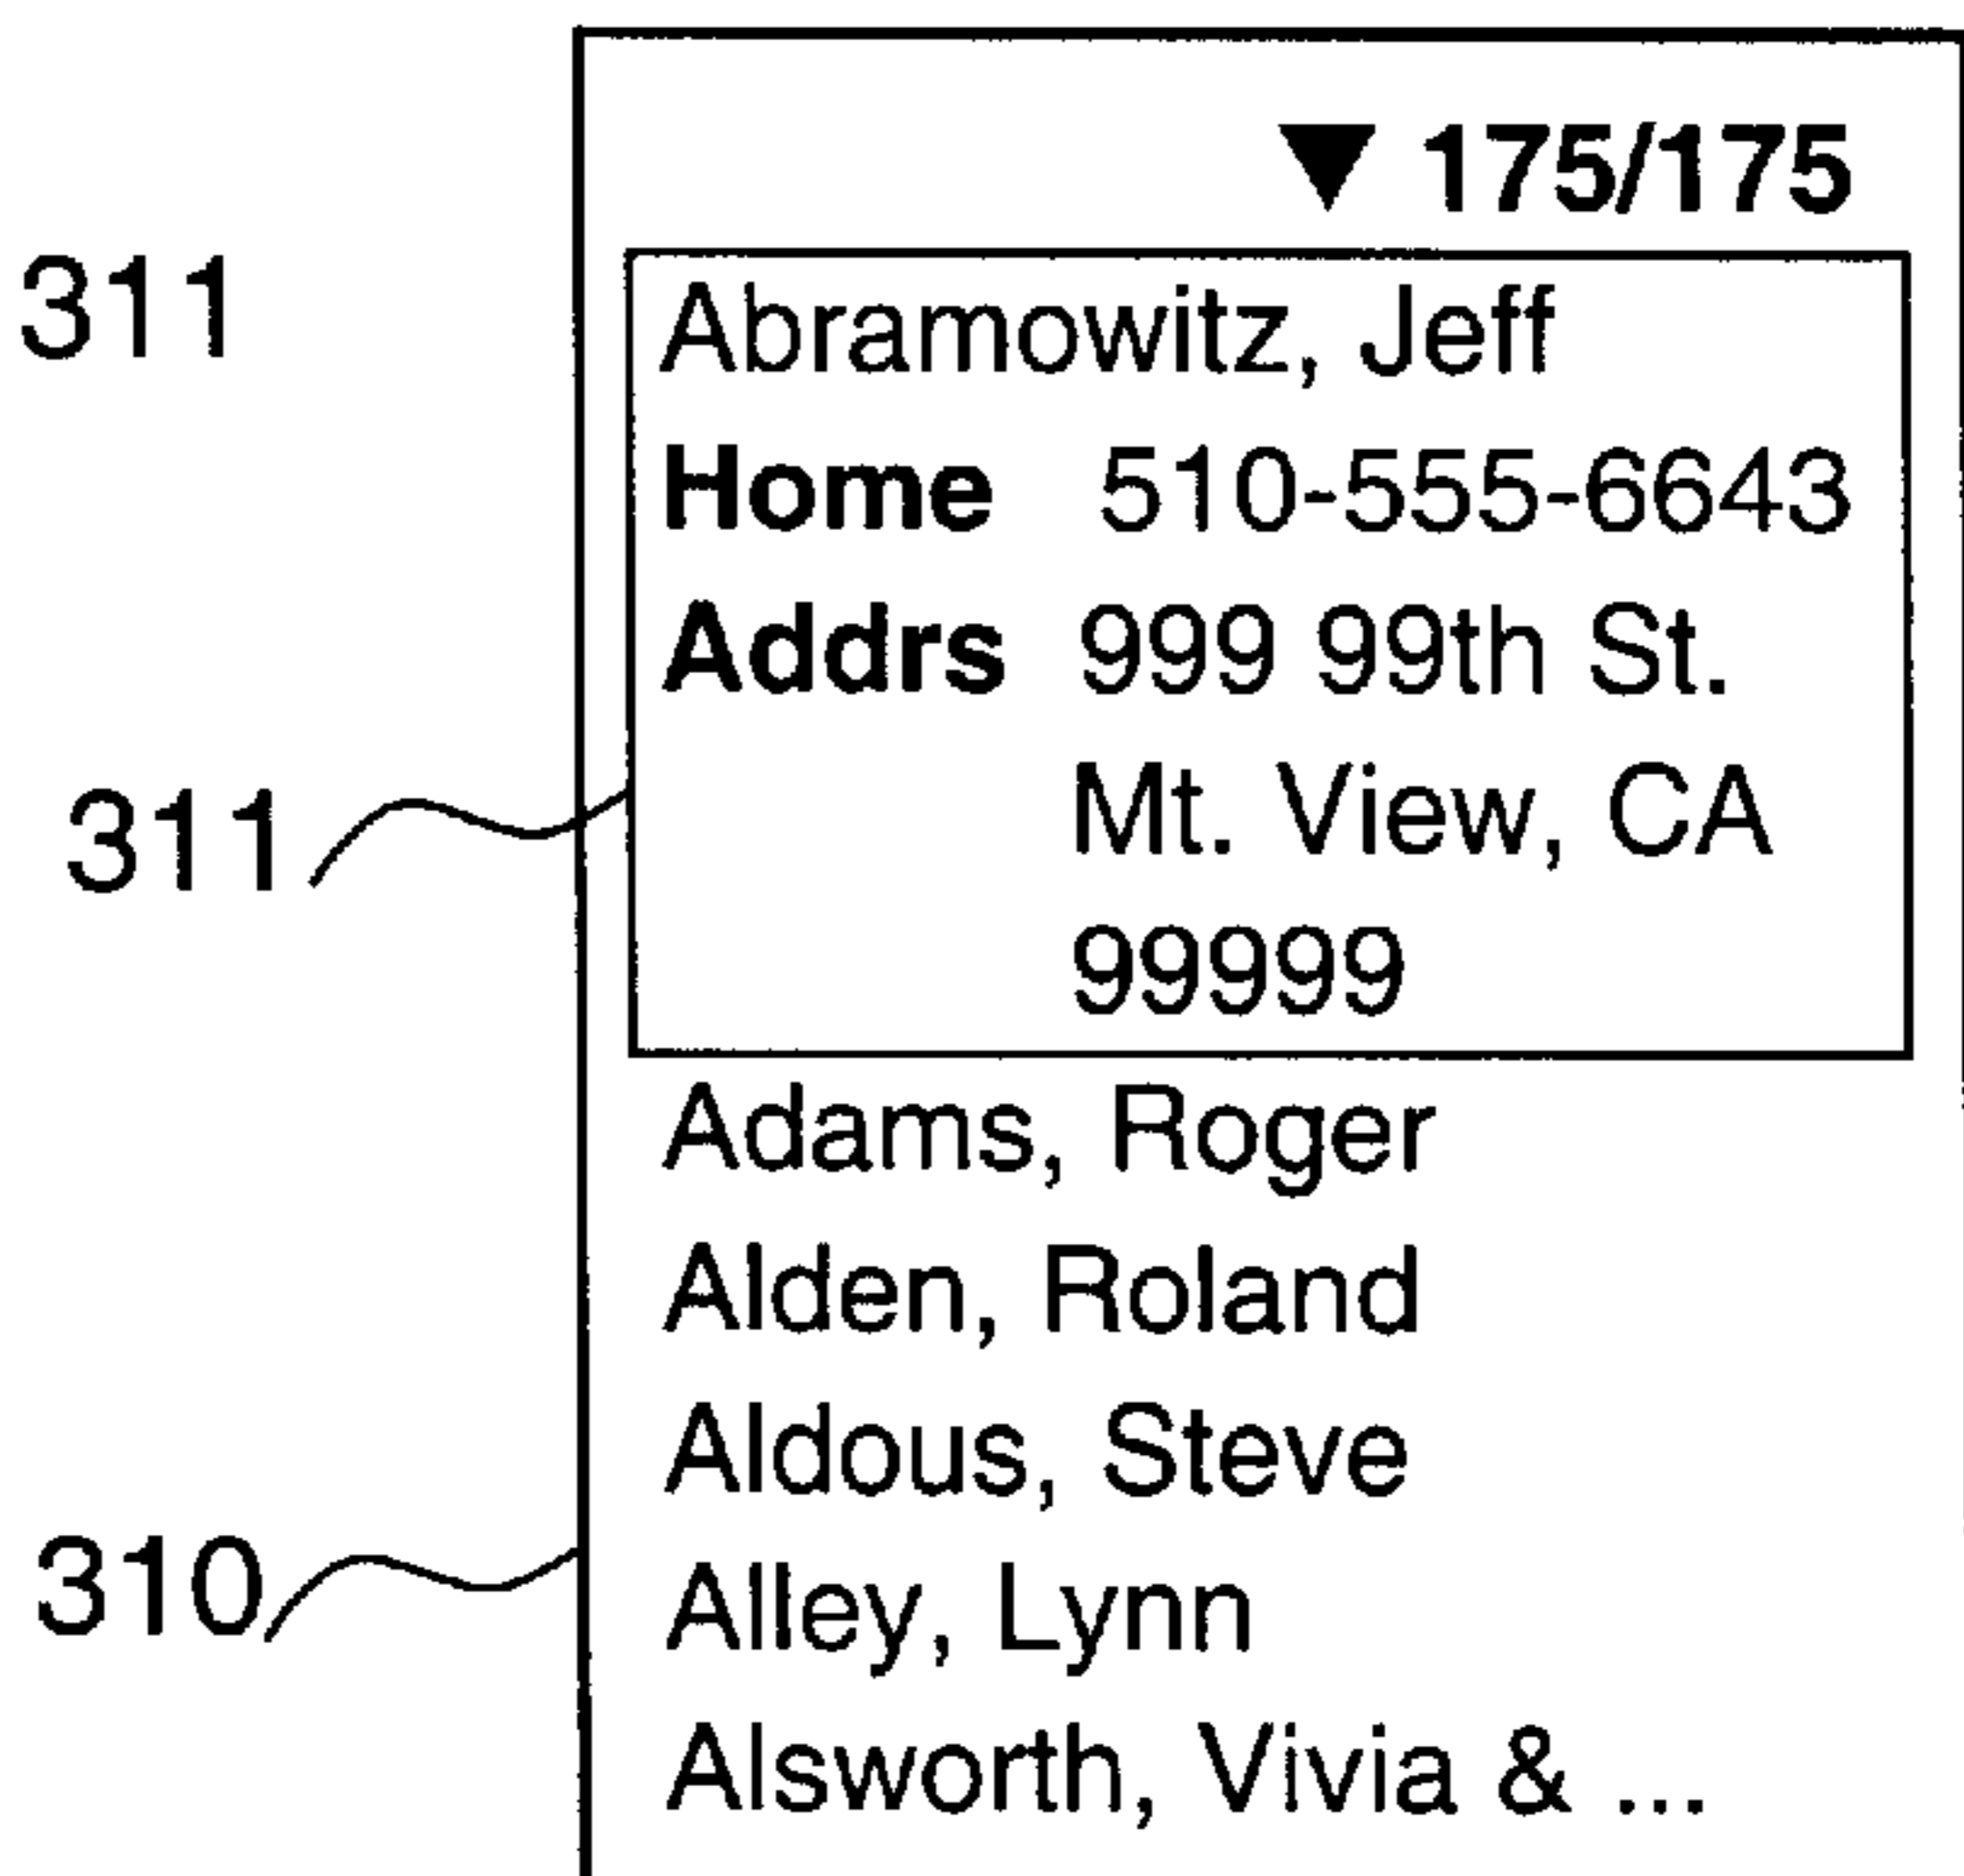 ▼ 175/175
311
Abramowitz, Jeff
Home 510-555-6643
Addrs 999 99th St.
311
Mt. View, CA
99999
Adams, Roger
Alden, Roland
Aldous, Steve
310
Alley, Lynn
Alsworth, Vivia & ...